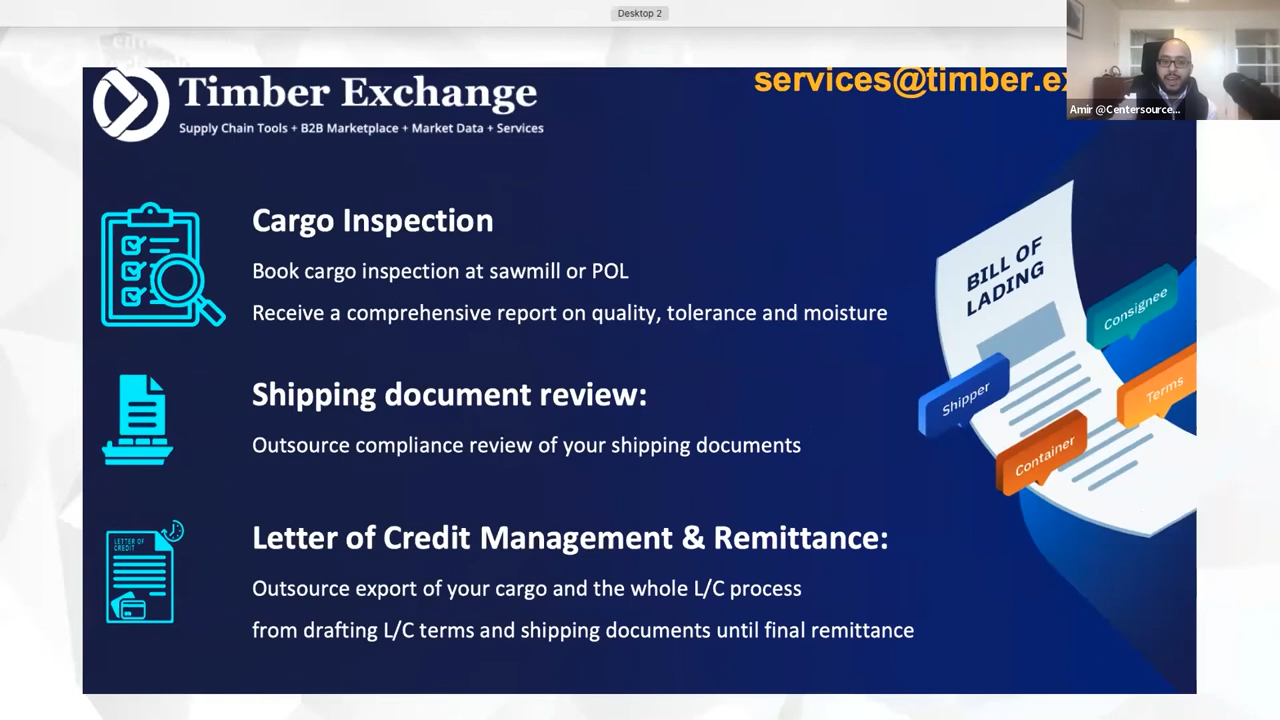 Desktop 2
Timber Exchange
Supply Chain Tools + B2B Marketplace + Market Data + Services
services@timber.ex
Amir @Centersource...
Cargo Inspection
Book cargo inspection at sawmill or POL
Receive a comprehensive report on quality, tolerance and moisture
BILL OF
LADING
Consignee
Shipper
Terms
Container
Shipping document review:
Outsource compliance review of your shipping documents
LETTER OF
CREDIT
Letter of Credit Management & Remittance:
Outsource export of your cargo and the whole L/C process
from drafting L/C terms and shipping documents until final remittance